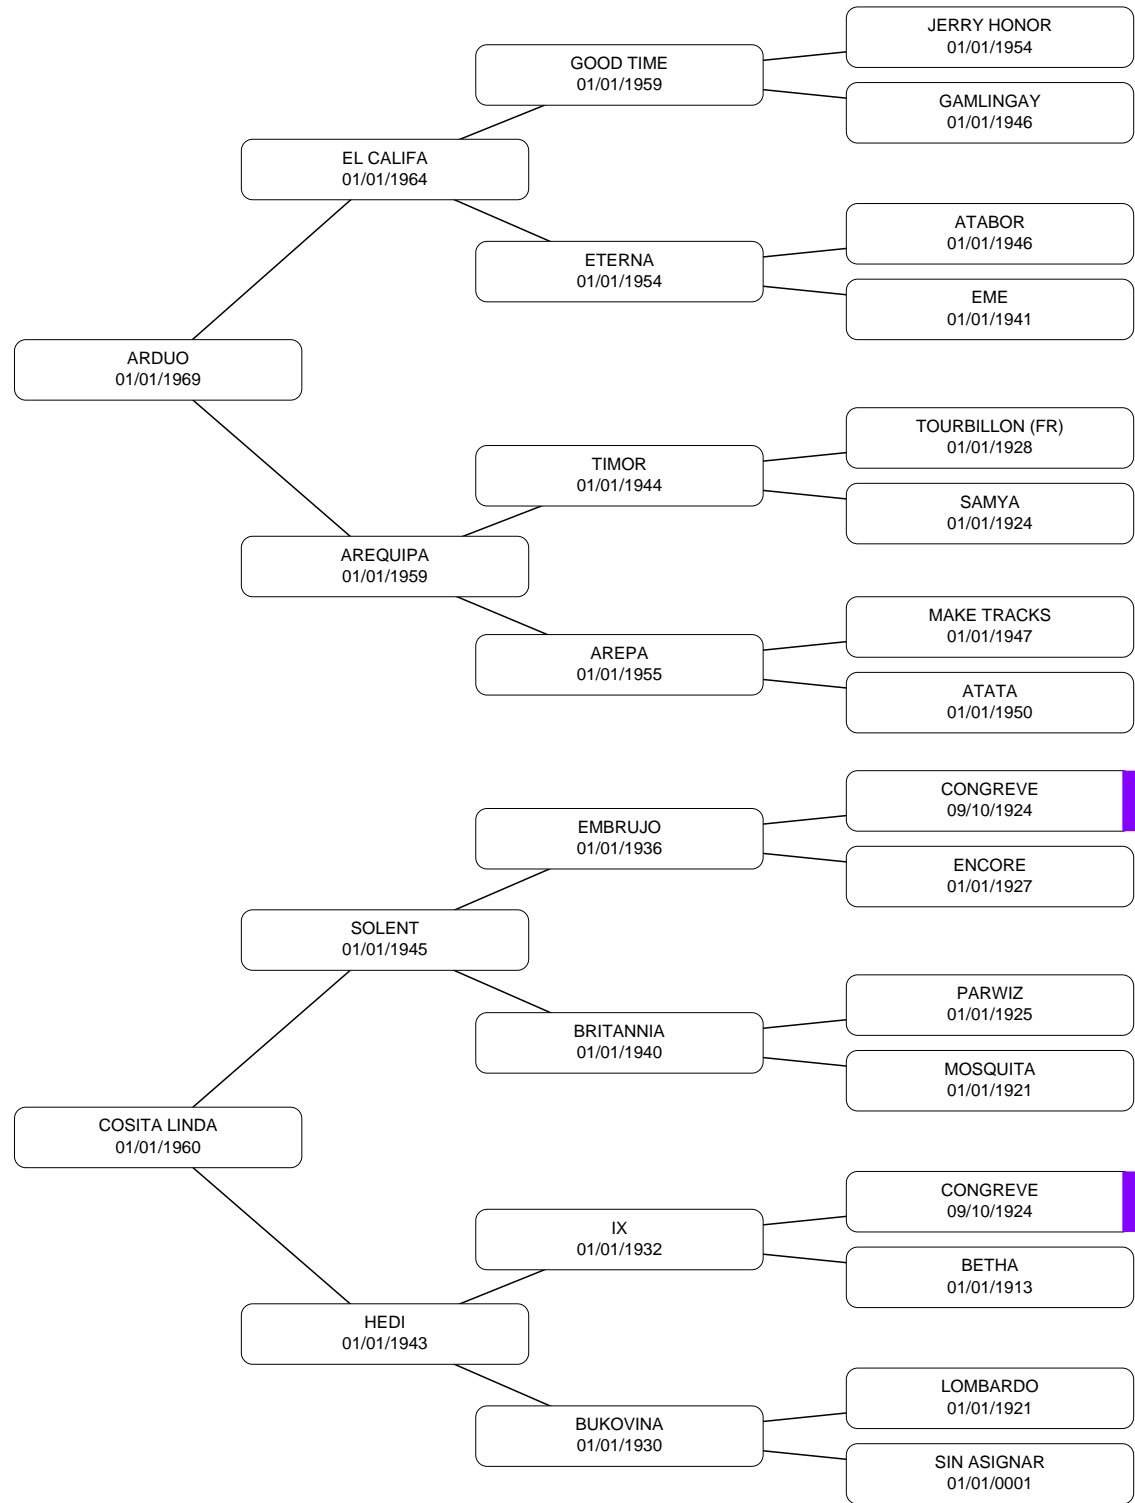 JERRY HONOR
01/01/1954
GOOD TIME
01/01/1959
GAMLINGAY
01/01/1946
EL CALIFA
01/01/1964
ATABOR
01/01/1946
ETERNA
01/01/1954
EME
01/01/1941
ARDUO
01/01/1969
TOURBILLON (FR)
01/01/1928
TIMOR
01/01/1944
SAMYA
01/01/1924
AREQUIPA
01/01/1959
MAKE TRACKS
01/01/1947
AREPA
01/01/1955
ATATA
01/01/1950
CONGREVE
09/10/1924
EMBRUJO
01/01/1936
ENCORE
01/01/1927
SOLENT
01/01/1945
PARWIZ
01/01/1925
BRITANNIA
01/01/1940
MOSQUITA
01/01/1921
COSITA LINDA
01/01/1960
CONGREVE
09/10/1924
IX
01/01/1932
BETHA
01/01/1913
HEDI
01/01/1943
LOMBARDO
01/01/1921
BUKOVINA
01/01/1930
SIN ASIGNAR
01/01/0001